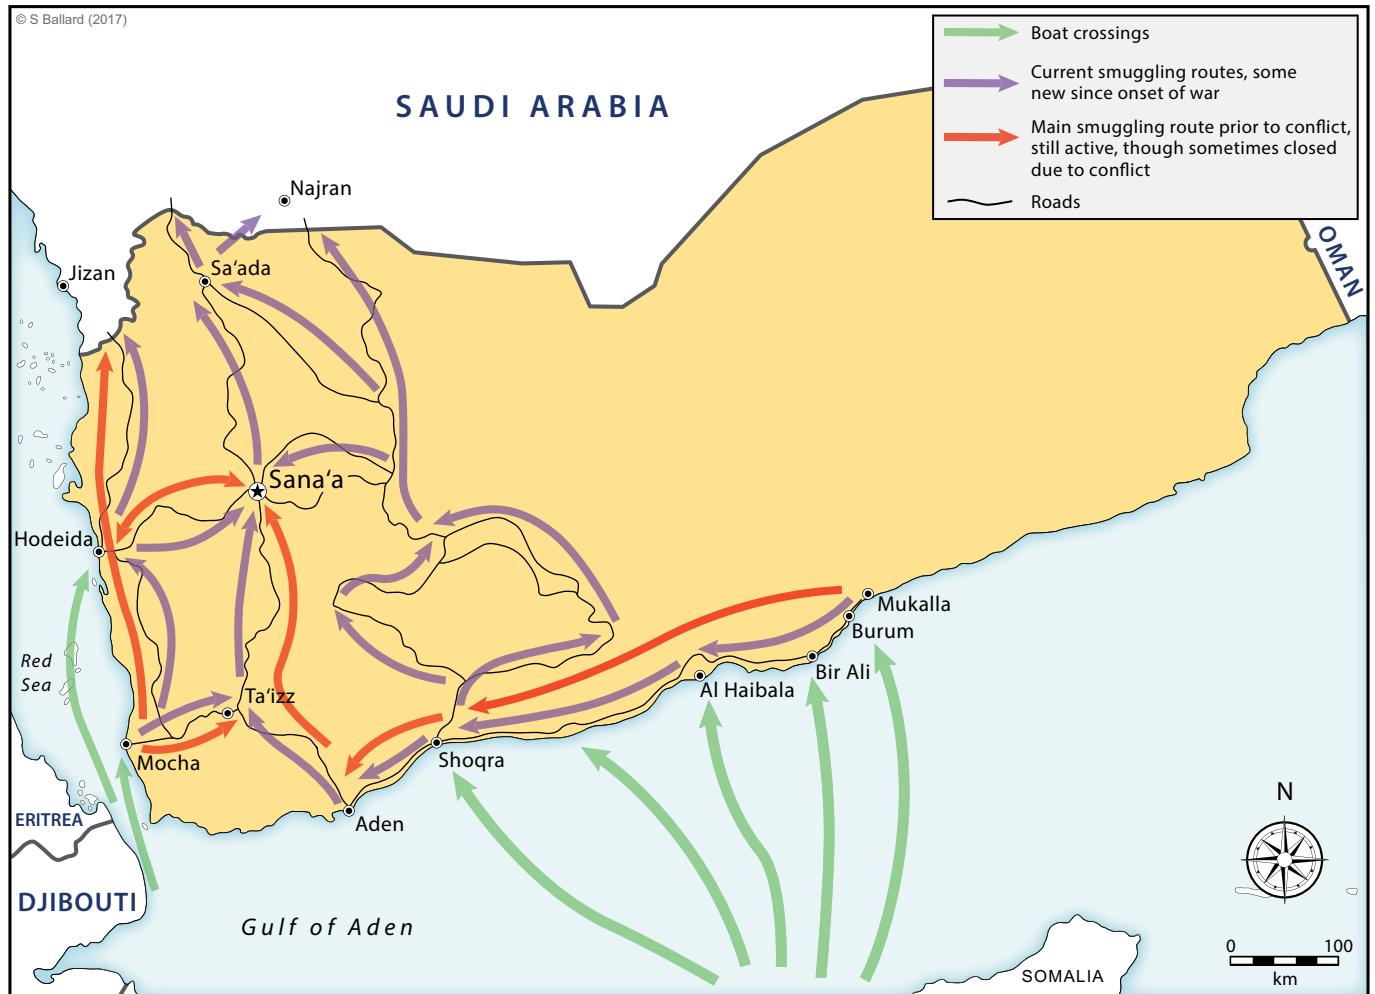 © S Ballard (2017)
Boat crossings
Current smuggling routes, some
new since onset of war
Main smuggling route prior to conflict,
still active, though sometimes closed
due to conflict
Roads
SAUDI ARABIA
Najran
OMAN
Jizan
Sa‘ada
Sana‘a
Hodeida
Mukalla
Burum
Red
Sea
Bir Ali
Al Haibala
Ta‘izz
Mocha
Shoqra
Aden
ERITREA
DJIBOUTI
Gulf of Aden
N
0 100
km
SOMALIA